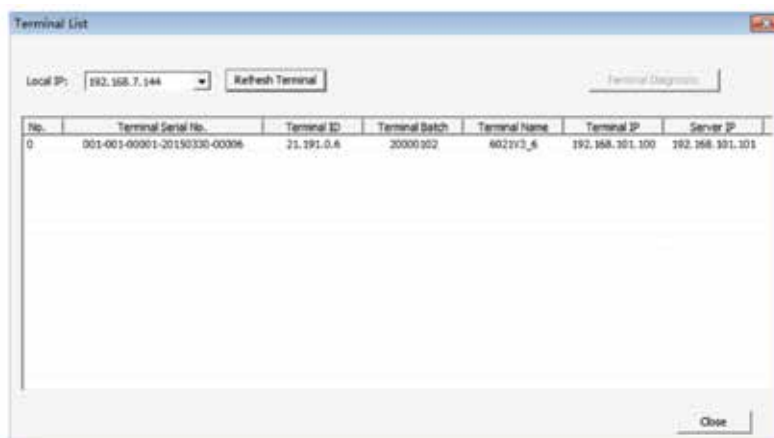 Terminal List
Local IP: 192.168.7.144 Refresh Terminal Terminal Diagnostic
No. Terminal Serial No. Terminal ID Terminal Batch Terminal Name Terminal IP Server IP
0 001-001-00001-20150330-00006 21.191.0.6 20000102 6021V3_6 192.168.101.100 192.168.101.101
Close